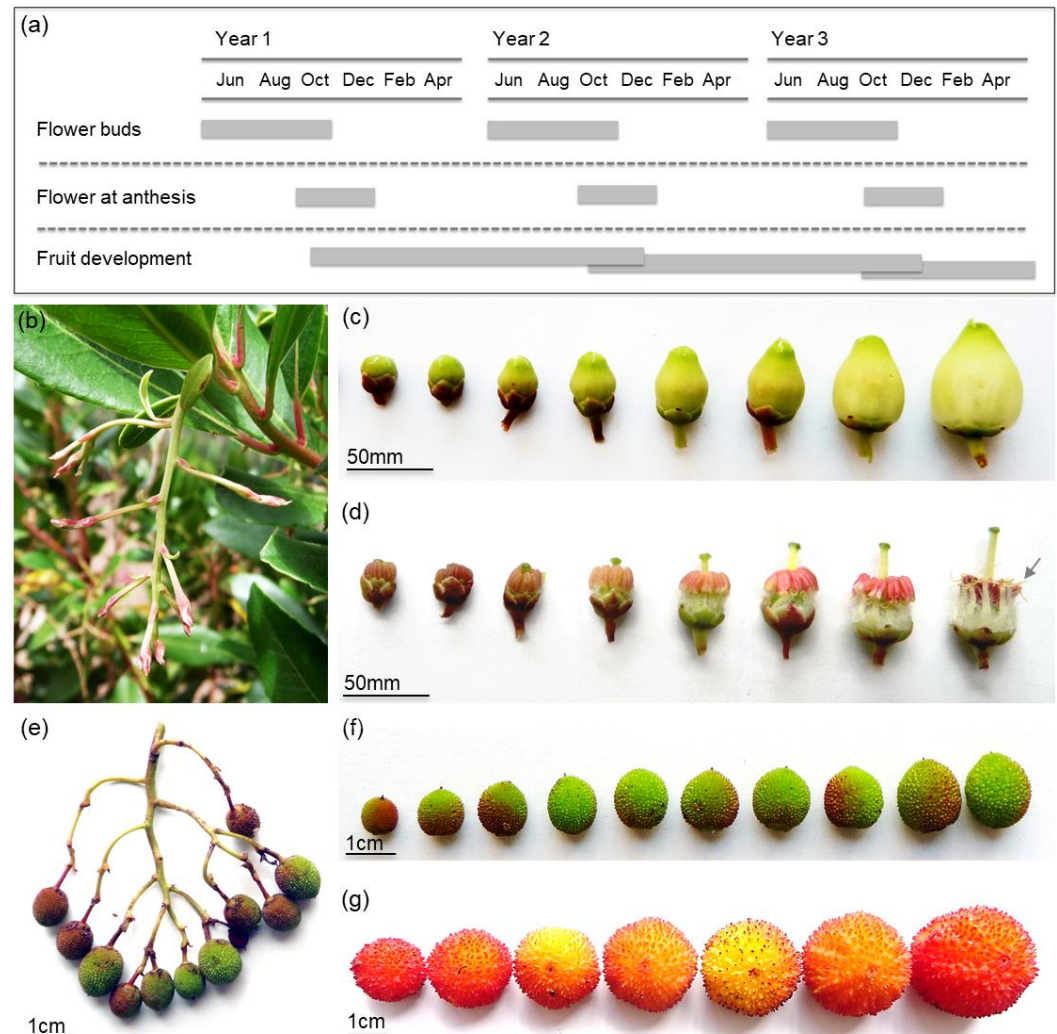 (a)
Year 1 Year 2 Year 3
Jun Aug Oct Dec Feb Apr Jun Aug Oct Dec Feb Apr Jun Aug Oct Dec Feb Apr
Flower buds
Flower at anthesis
Fruit development
(b)
(c)
50mm
(d)
50mm
(e)
1cm
(f)
1cm
(g)
1cm